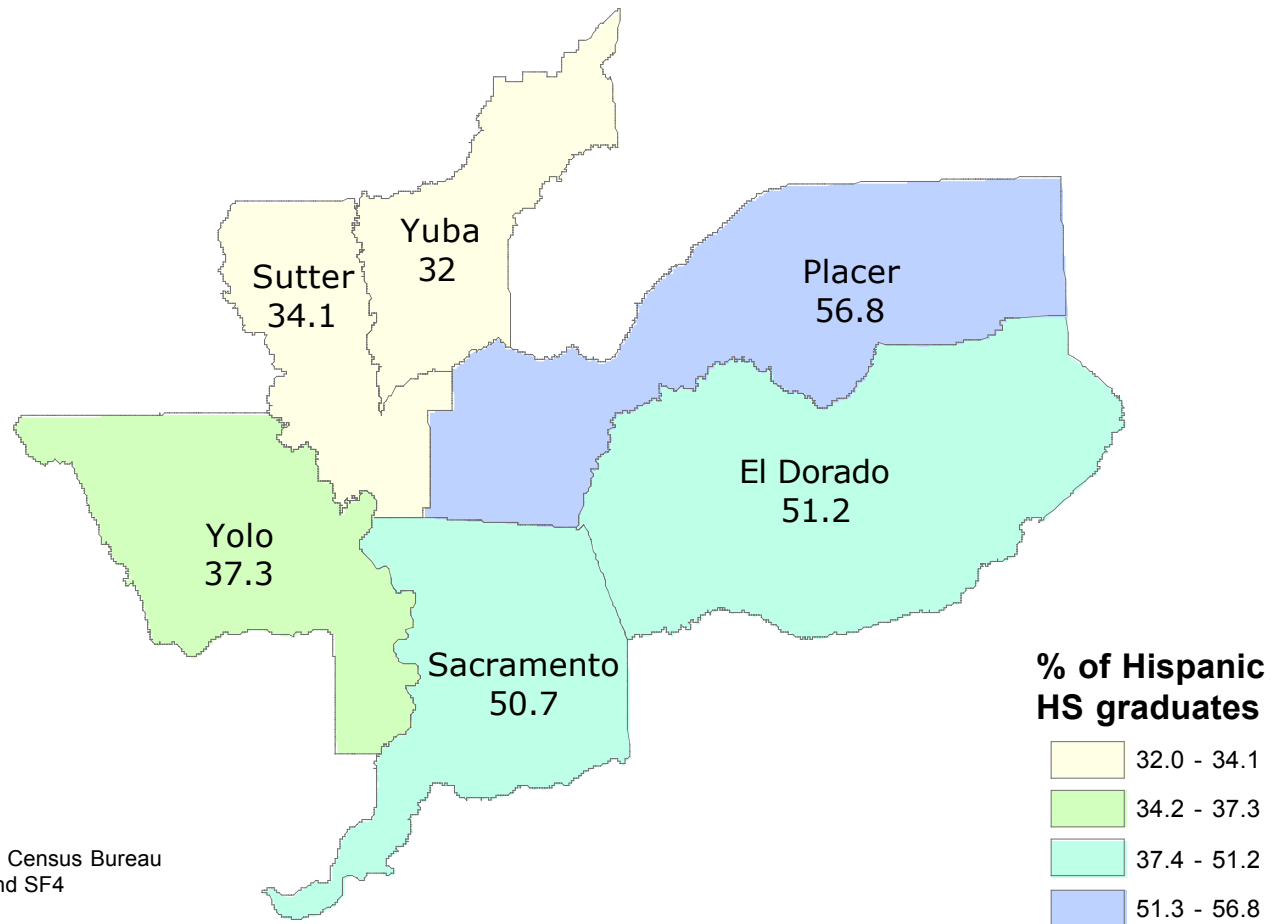 Yuba
32
Sutter
34.1
Placer
56.8
El Dorado
51.2
Yolo
37.3
Sacramento
50.7
% of Hispanic
HS graduates
32.0 - 34.1
34.2 - 37.3
37.4 - 51.2
51.3 - 56.8
Census Bureau
SF4